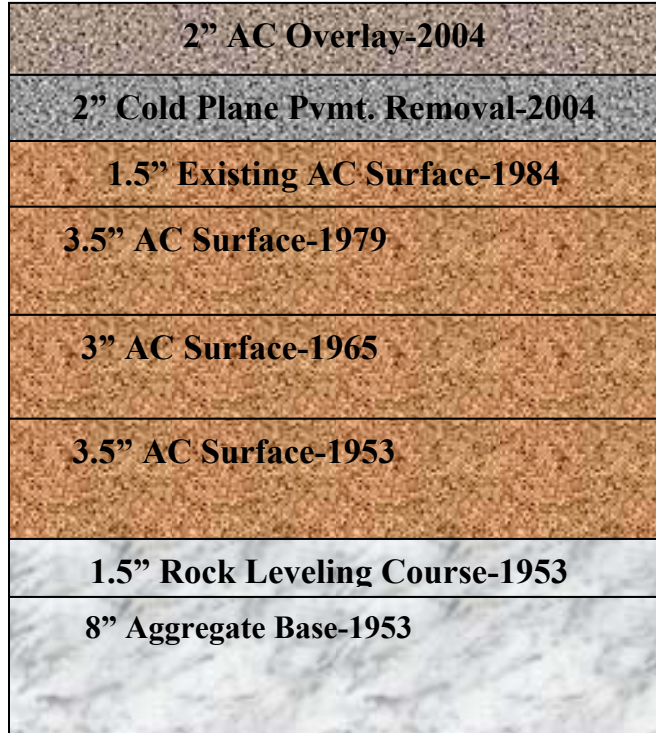 2” AC Overlay-2004
2” Cold Plane Pvmt. Removal-2004
1.5” Existing AC Surface-1984
3.5” AC Surface-1979
3” AC Surface-1965
3.5” AC Surface-1953
1.5” Rock Leveling Course-1953
8” Aggregate Base-1953